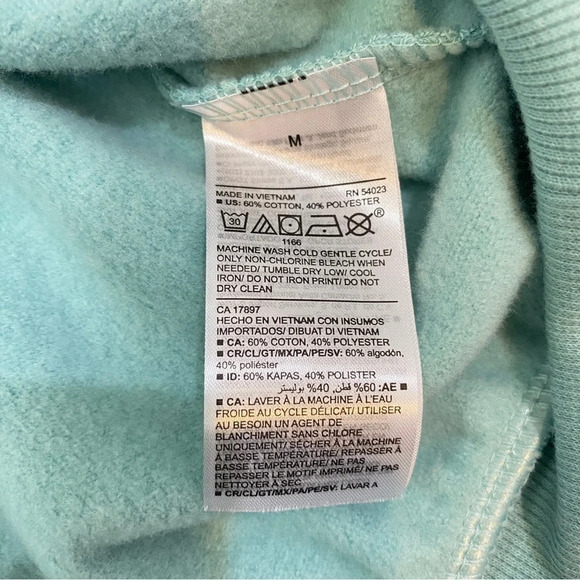 M
MADE IN VIETNAM RN 54023
■ US: 60% COTTON, 40% POLYESTER
30
®
1166
MACHINE WASH COLD GENTLE CYCLE/
ONLY NON-CHLORINE BLEACH WHEN
NEEDED/ TUMBLE DRY LOW/ COOL
IRON/ DO NOT IRON PRINT/ DO NOT
DRY CLEAN
CA 17897
HECHO EN VIETNAM CON INSUMOS
IMPORTADOS/ DIBUAT DI VIETNAM
■ CA: 60% COTON, 40% POLYESTER
■ CR/CL/GT/MX/PA/PE/SV: 60% algodón,
40% poliéster
■ ID: 60% KAPAS, 40% POLISTER
■ AE: 60% قطن, 40% بوليستر
■ CA: LAVER À LA MACHINE À L'EAU
FROIDE AU CYCLE DÉLICAT/ UTILISER
AU BESOIN UN AGENT DE
BLANCHIMENT SANS CHLORE
UNIQUEMENT/ SÉCHER À LA MACHINE
À BASSE TEMPÉRATURE/ REPASSER À
BASSE TEMPÉRATURE/ NE PAS
REPASSER LE MOTIF IMPRIMÉ/ NE PAS
NETTOYER À SEC
■ CR/CL/GT/MX/PA/PE/SV: LAVAR A